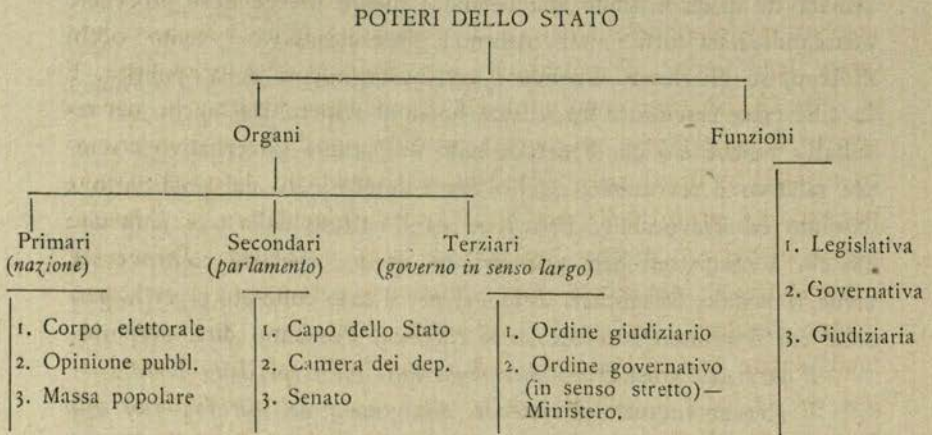 POTERI DELLO STATO
Organi
Funzioni
Primari
(nazione)
1. Corpo elettorale
2. Opinione pubbl.
3. Massa popolare
Secondari
(parlamento)
1. Capo dello Stato
2. Camera dei dep.
3. Senato
Terziari
(governo in senso largo)
1. Ordine giudiziario
2. Ordine governativo
(in senso stretto)—
Ministero.
1. Legislativa
2. Governativa
3. Giudiziaria